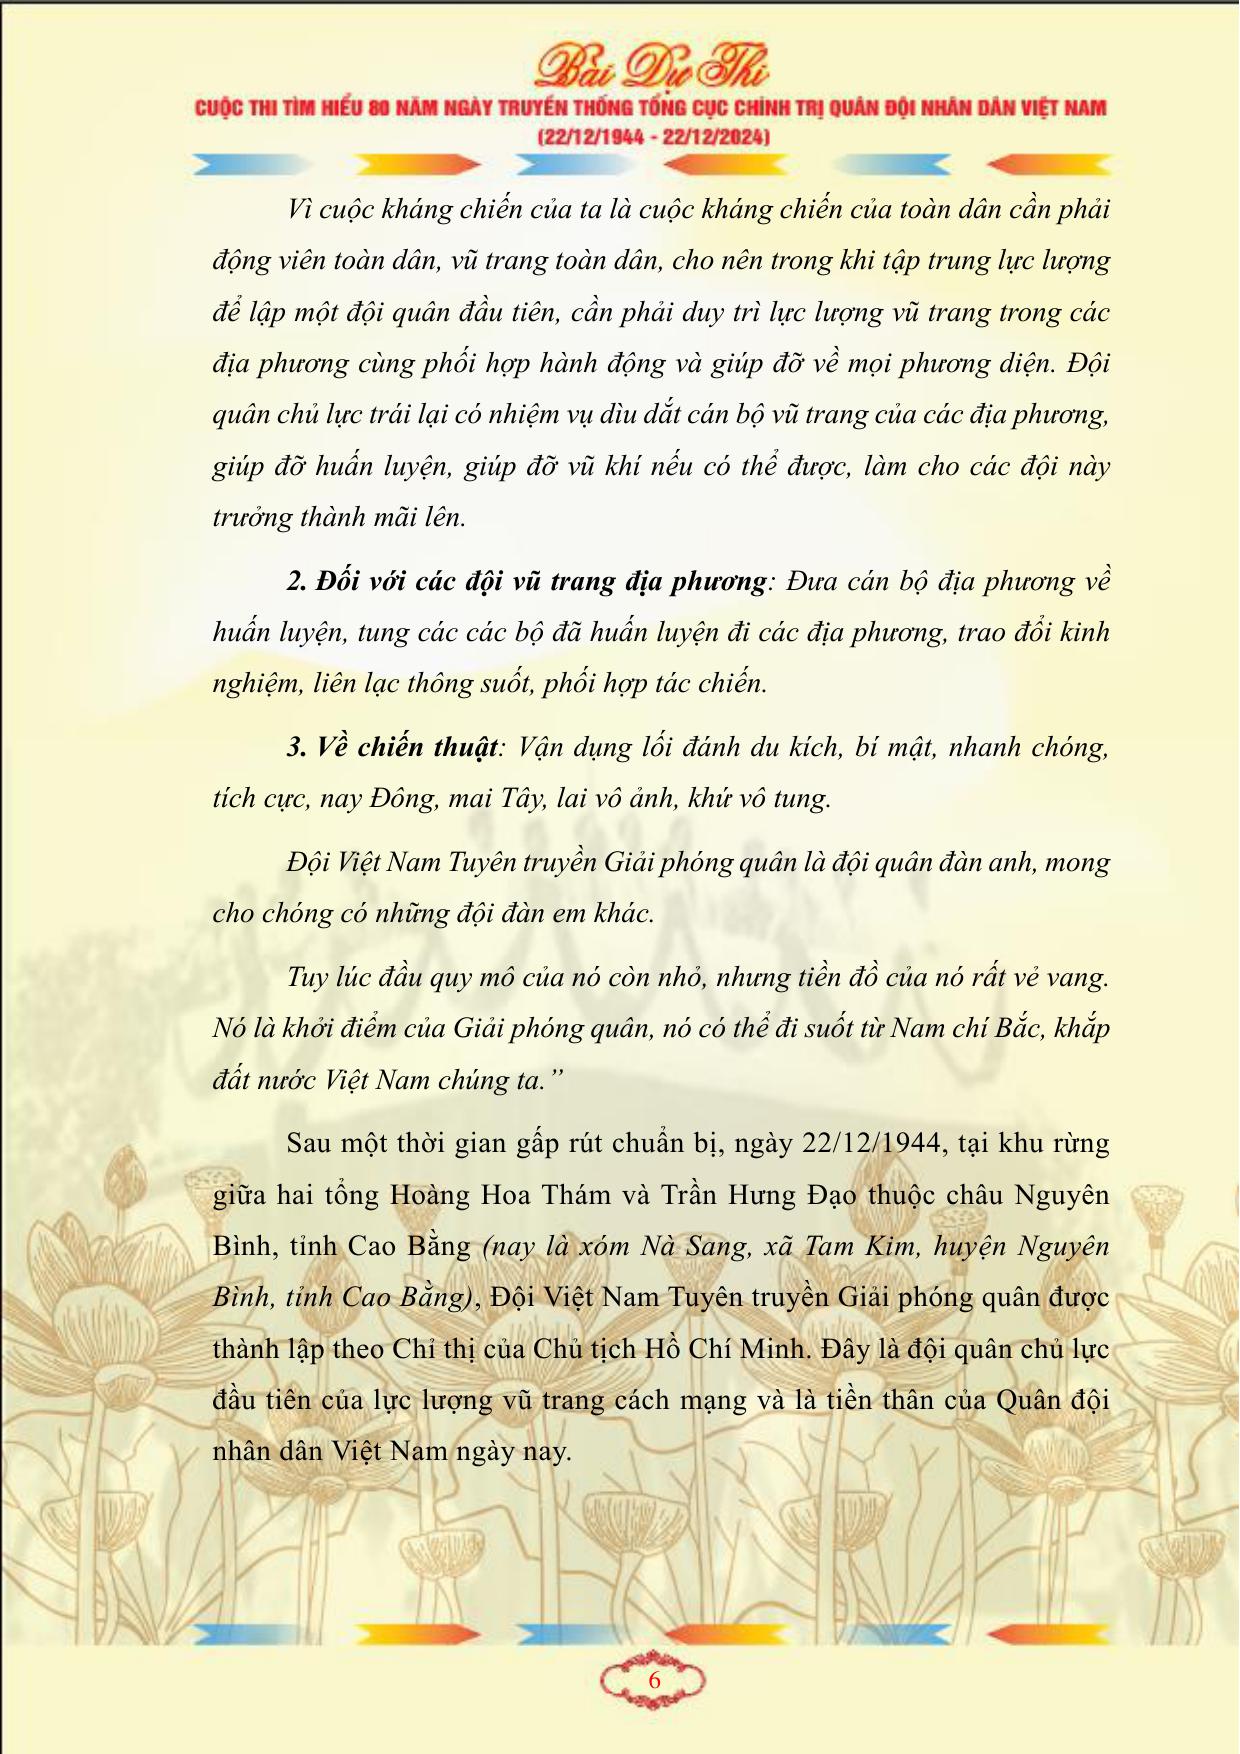 Bài Dự Thi
CUỘC THI TÌM HIỂU 80 NĂM NGÀY TRUYỀN THỐNG TỔNG CỤC CHÍNH TRỊ QUÂN ĐỘI NHÂN DÂN VIỆT NAM
(22/12/1944 - 22/12/2024)
Vì cuộc kháng chiến của ta là cuộc kháng chiến của toàn dân cần phải
động viên toàn dân, vũ trang toàn dân, cho nên trong khi tập trung lực lượng
để lập một đội quân đầu tiên, cần phải duy trì lực lượng vũ trang trong các
địa phương cùng phối hợp hành động và giúp đỡ về mọi phương diện. Đội
quân chủ lực trái lại có nhiệm vụ dìu dắt cán bộ vũ trang của các địa phương,
giúp đỡ huấn luyện, giúp đỡ vũ khí nếu có thể được, làm cho các đội này
trưởng thành mãi lên.
2. Đối với các đội vũ trang địa phương: Đưa cán bộ địa phương về
huấn luyện, tung các các bộ đã huấn luyện đi các địa phương, trao đổi kinh
nghiệm, liên lạc thông suốt, phối hợp tác chiến.
3. Về chiến thuật: Vận dụng lối đánh du kích, bí mật, nhanh chóng,
tích cực, nay Đông, mai Tây, lai vô ảnh, khứ vô tung.
Đội Việt Nam Tuyên truyền Giải phóng quân là đội quân đàn anh, mong
cho chóng có những đội đàn em khác.
Tuy lúc đầu quy mô của nó còn nhỏ, nhưng tiền đồ của nó rất vẻ vang.
Nó là khởi điểm của Giải phóng quân, nó có thể đi suốt từ Nam chí Bắc, khắp
đất nước Việt Nam chúng ta.”
Sau một thời gian gấp rút chuẩn bị, ngày 22/12/1944, tại khu rừng
giữa hai tổng Hoàng Hoa Thám và Trần Hưng Đạo thuộc châu Nguyên
Bình, tỉnh Cao Bằng (nay là xóm Nà Sang, xã Tam Kim, huyện Nguyên
Bình, tỉnh Cao Bằng), Đội Việt Nam Tuyên truyền Giải phóng quân được
thành lập theo Chỉ thị của Chủ tịch Hồ Chí Minh. Đây là đội quân chủ lực
đầu tiên của lực lượng vũ trang cách mạng và là tiền thân của Quân đội
nhân dân Việt Nam ngày nay.
6